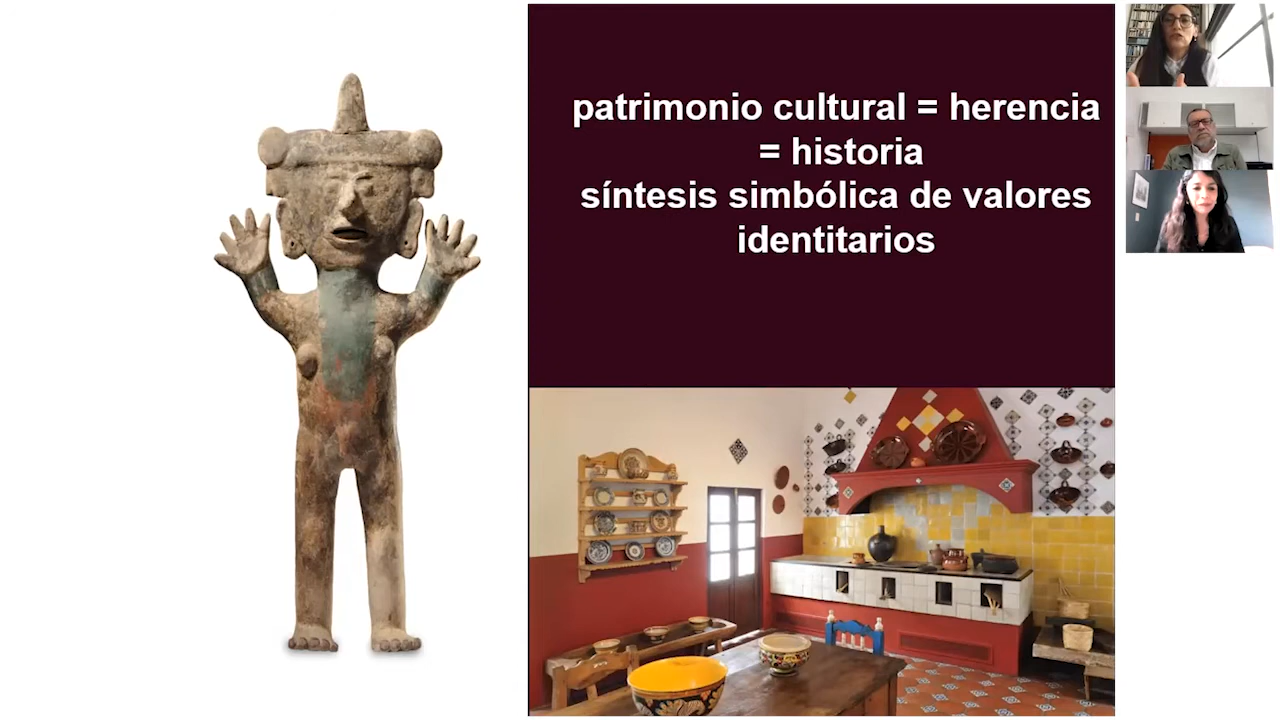 patrimonio cultural = herencia
= historia
síntesis simbólica de valores
identitarios